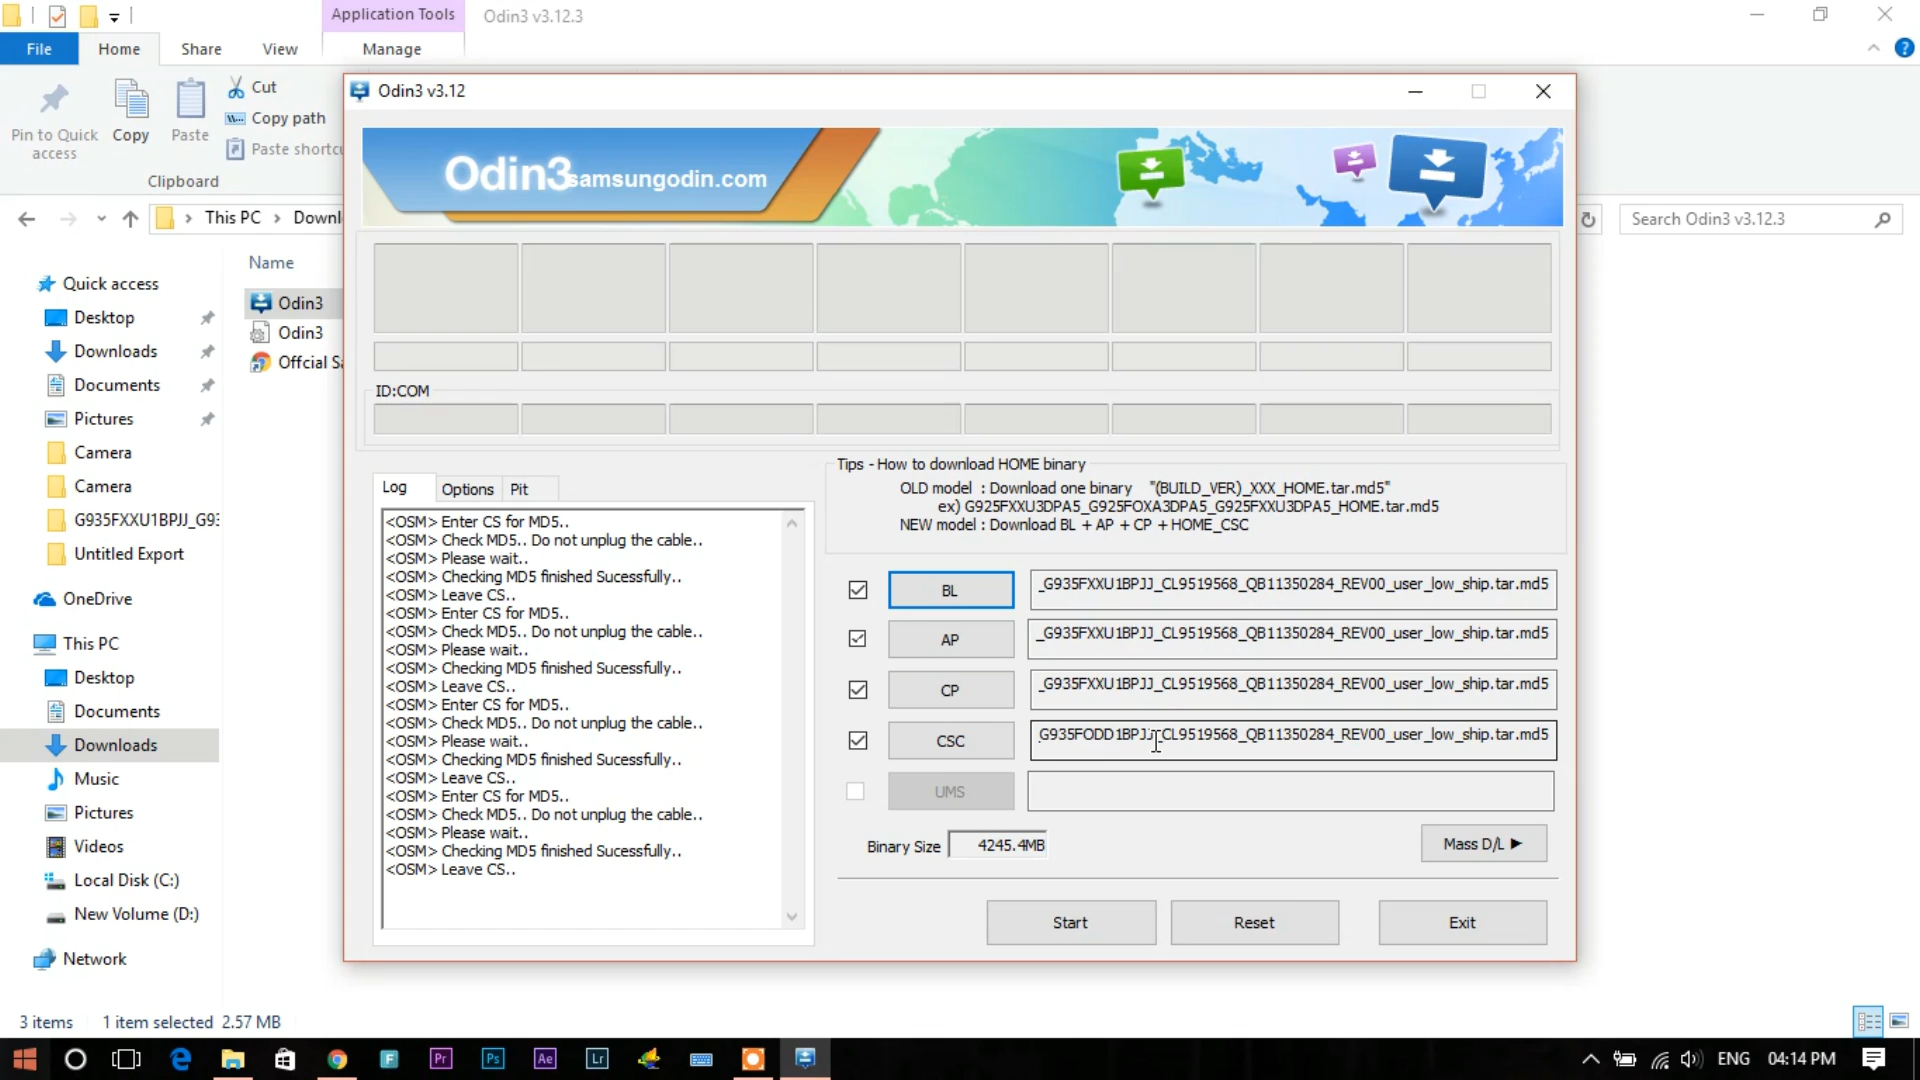 Application Tools
Odin3 v3.12.3
File
Home
Share
View
Manage
Pin to Quick access
Copy
Paste
Cut
Copy path
Paste shortcu
Clipboard
This PC
Downl
Search Odin3 v3.12.3
Name
Odin3
Odin3
Offcial Sa
Quick access
Desktop
Downloads
Documents
Pictures
Camera
Camera
G935FXXU1BPJJ_G93
Untitled Export
OneDrive
This PC
Desktop
Documents
Downloads
Music
Pictures
Videos
Local Disk (C:)
New Volume (D:)
Network
3 items
1 item selected 2.57 MB
Odin3 v3.12
Odin3
samsungodin.com
ID:COM
Log
Options
Pit
<OSM> Enter CS for MD5..
<OSM> Check MD5.. Do not unplug the cable..
<OSM> Please wait..
<OSM> Checking MD5 finished Sucessfully..
<OSM> Leave CS..
<OSM> Enter CS for MD5..
<OSM> Check MD5.. Do not unplug the cable..
<OSM> Please wait..
<OSM> Checking MD5 finished Sucessfully..
<OSM> Leave CS..
<OSM> Enter CS for MD5..
<OSM> Check MD5.. Do not unplug the cable..
<OSM> Please wait..
<OSM> Checking MD5 finished Sucessfully..
<OSM> Leave CS..
<OSM> Enter CS for MD5..
<OSM> Check MD5.. Do not unplug the cable..
<OSM> Please wait..
<OSM> Checking MD5 finished Sucessfully..
<OSM> Leave CS..
Tips - How to download HOME binary
OLD model : Download one binary "(BUILD_VER)_XXX_HOME.tar.md5"
ex) G925FXXU3DPA5_G925FOXA3DPA5_G925FXXU3DPA5_HOME.tar.md5
NEW model : Download BL + AP + CP + HOME_CSC
BL
_G935FXXU1BPJJ_CL9519568_QB11350284_REV00_user_low_ship.tar.md5
AP
_G935FXXU1BPJJ_CL9519568_QB11350284_REV00_user_low_ship.tar.md5
CP
_G935FXXU1BPJJ_CL9519568_QB11350284_REV00_user_low_ship.tar.md5
CSC
G935FODD1BPJJ_CL9519568_QB11350284_REV00_user_low_ship.tar.md5
UMS
Binary Size
4245.4MB
Mass D/L
Start
Reset
Exit
F
Pr
Ps
Ae
Lr
ENG
04:14 PM